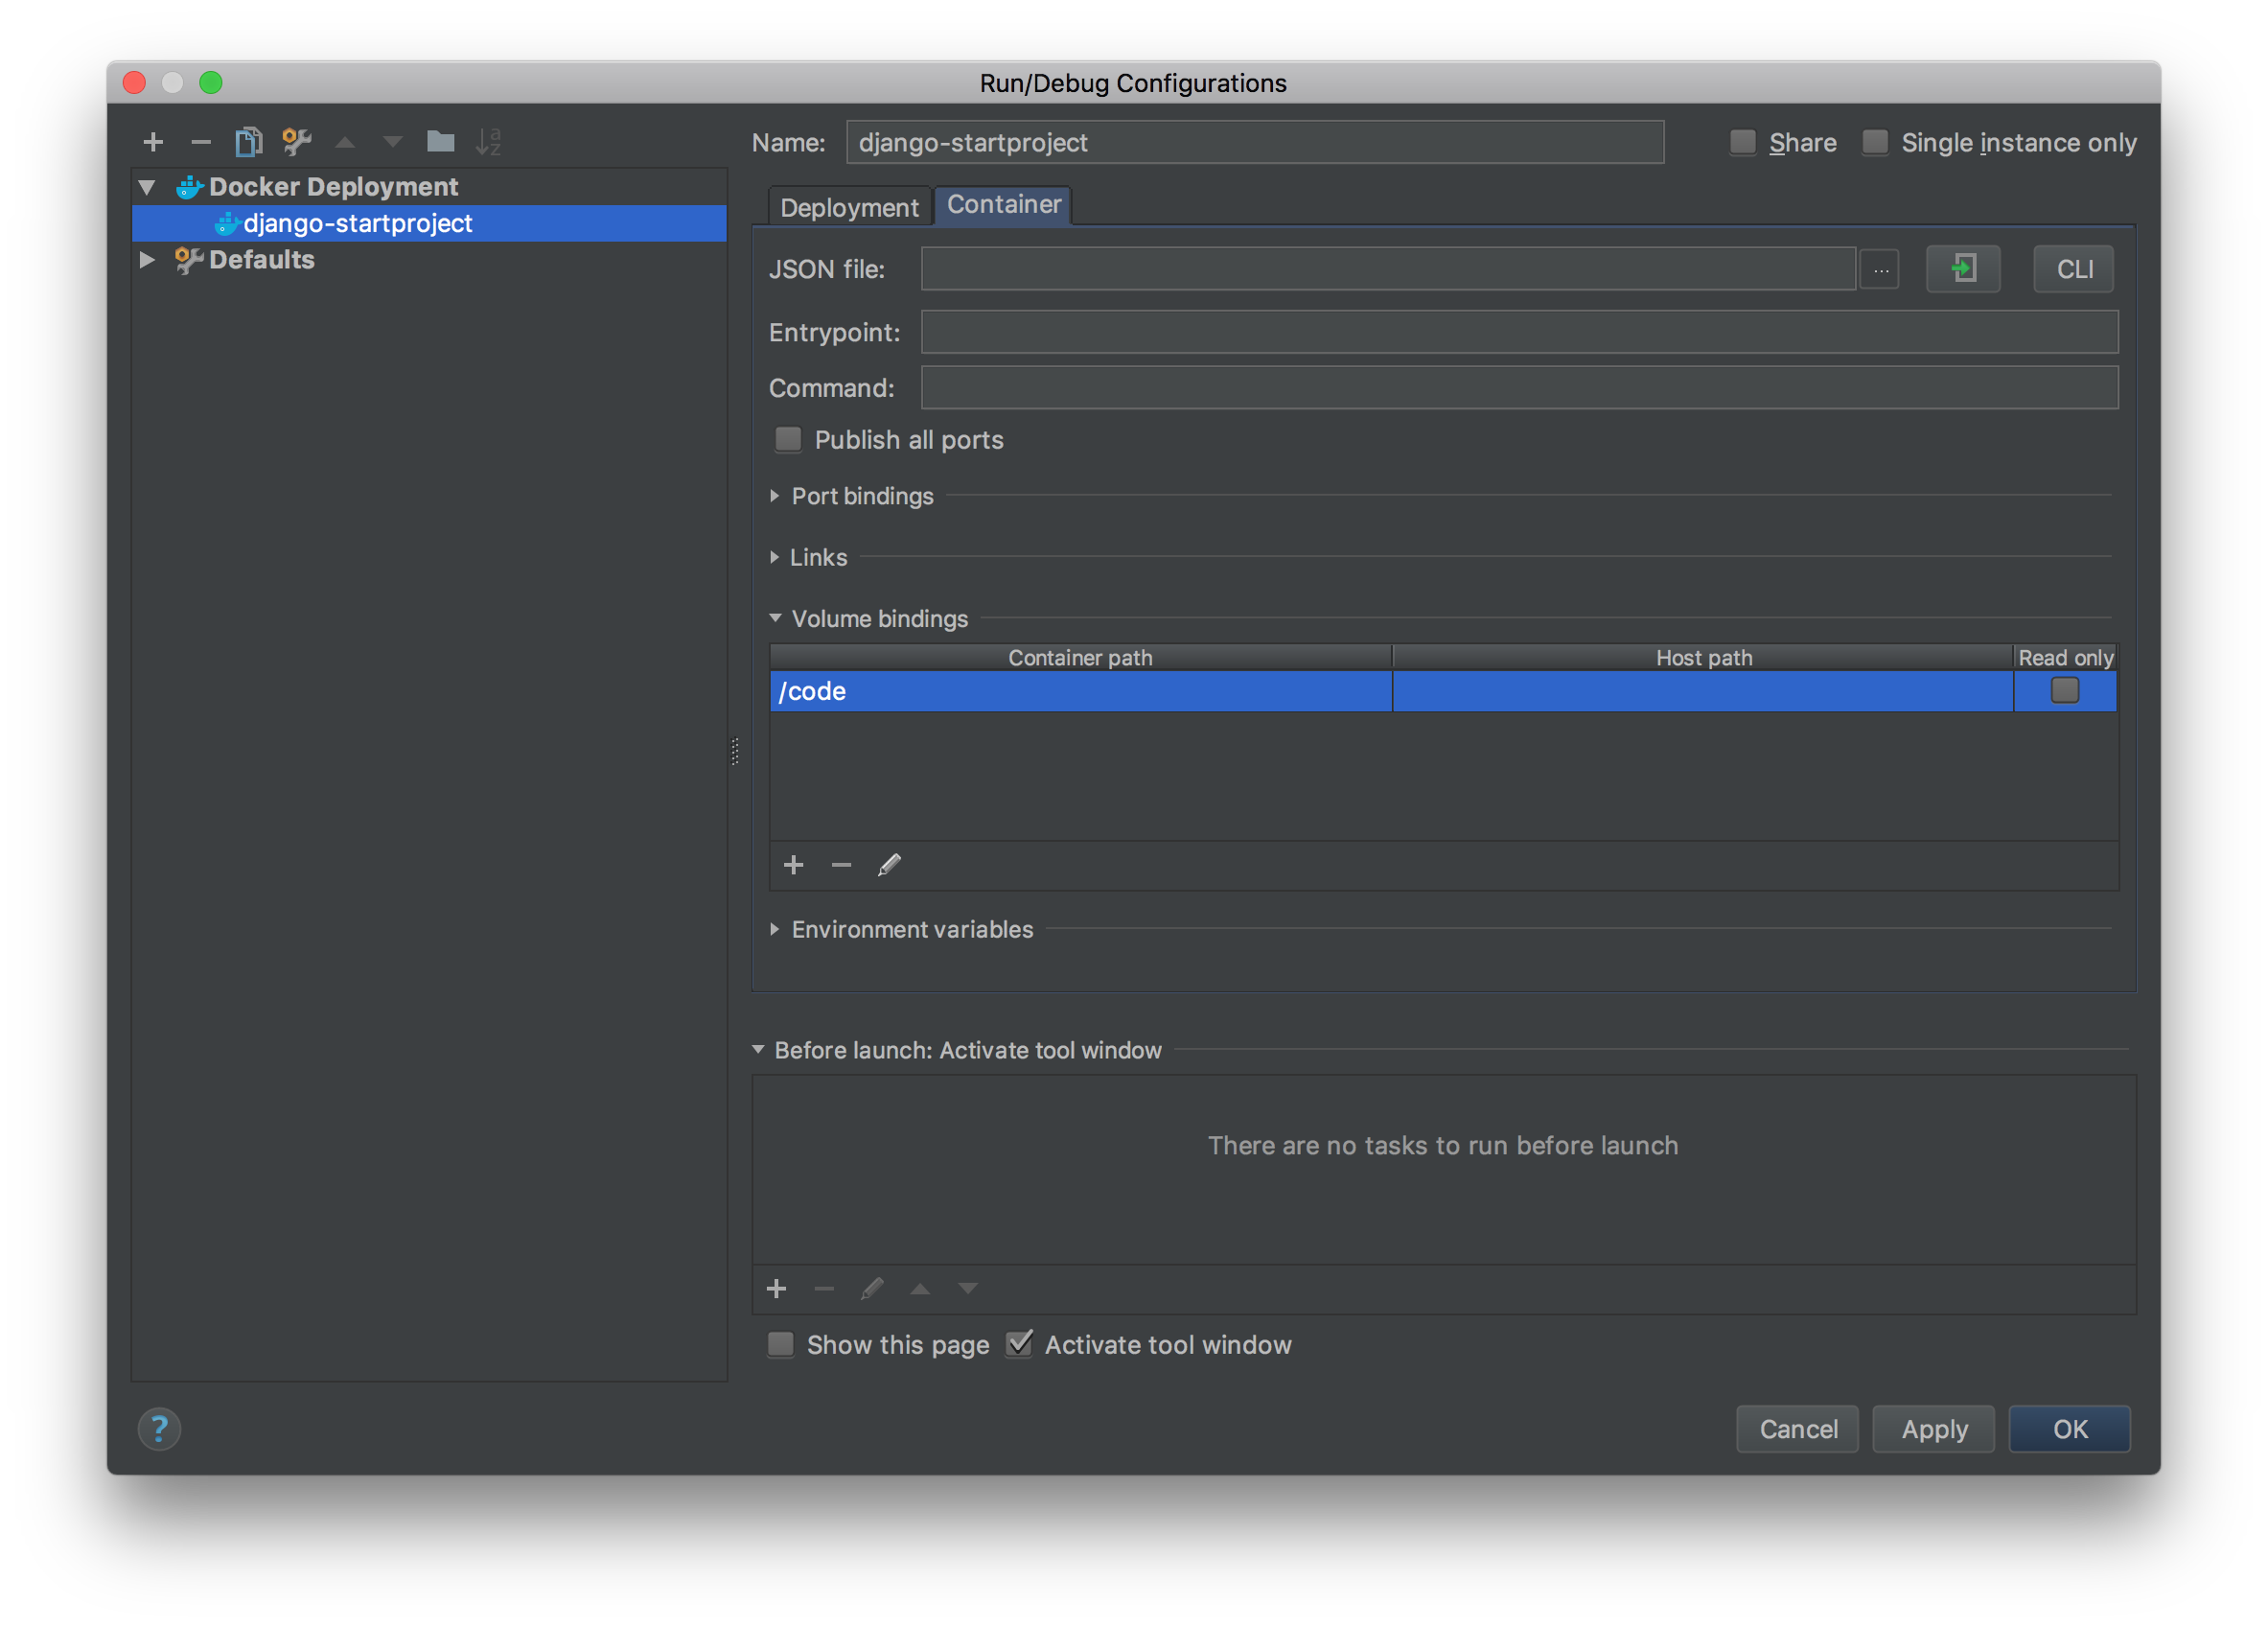 Run/Debug Configurations
Name: django-startproject Share Single instance only
Docker Deployment
django-startproject
Defaults
Deployment Container
JSON file: ... CLI
Entrypoint:
Command:
Publish all ports
Port bindings
Links
Volume bindings
Container path Host path Read only
/code
Environment variables
Before launch: Activate tool window
There are no tasks to run before launch
Show this page Activate tool window
? Cancel Apply OK